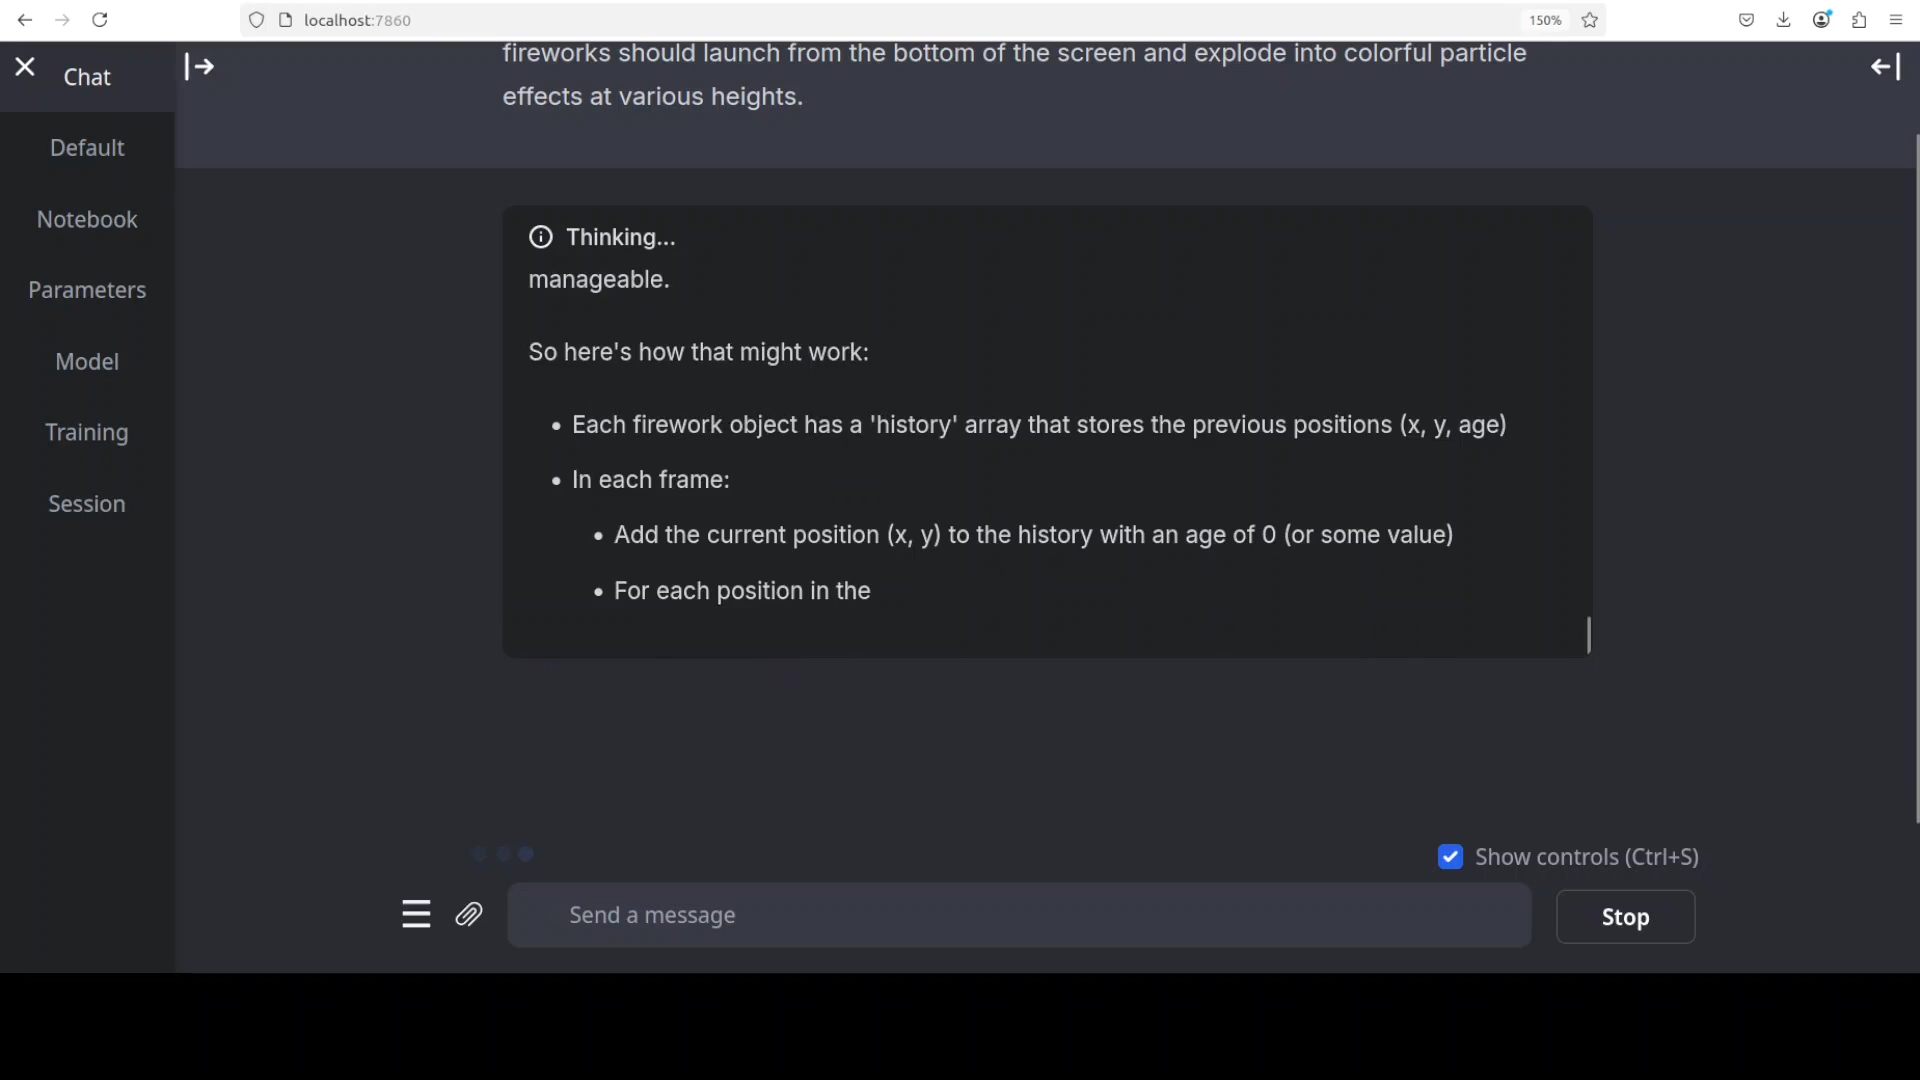 localhost:7860
150%
Chat
Default
Notebook
Parameters
Model
Training
Session
fireworks should launch from the bottom of the screen and explode into colorful particle
effects at various heights.
Thinking...
manageable.
So here's how that might work:
• Each firework object has a 'history' array that stores the previous positions (x, y, age)
• In each frame:
• Add the current position (x, y) to the history with an age of 0 (or some value)
• For each position in the
Show controls (Ctrl+S)
Send a message
Stop